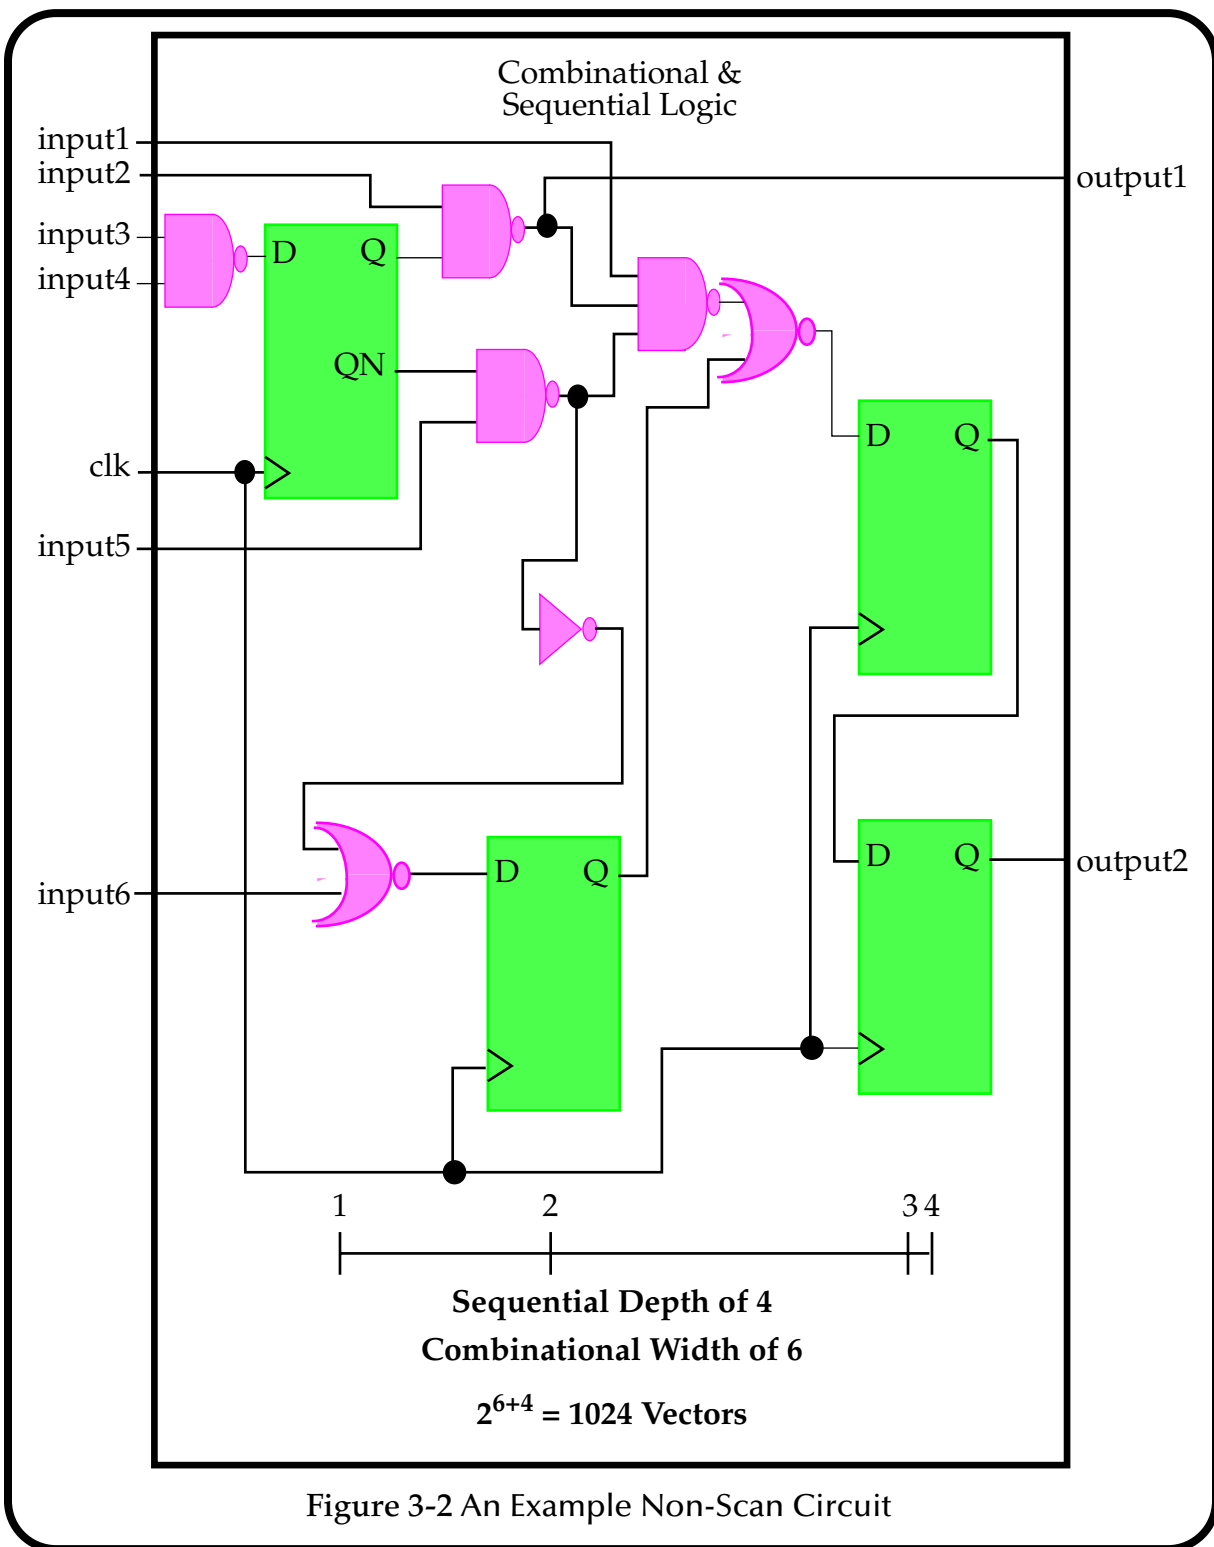 Combinational &
Sequential Logic
input1
input2
output1
input3
D Q
input4
QN
D Q
clk
input5
D Q
output2
D Q
input6
1 2 3 4
Sequential Depth of 4
Combinational Width of 6
2^6+4 = 1024 Vectors
Figure 3-2 An Example Non-Scan Circuit